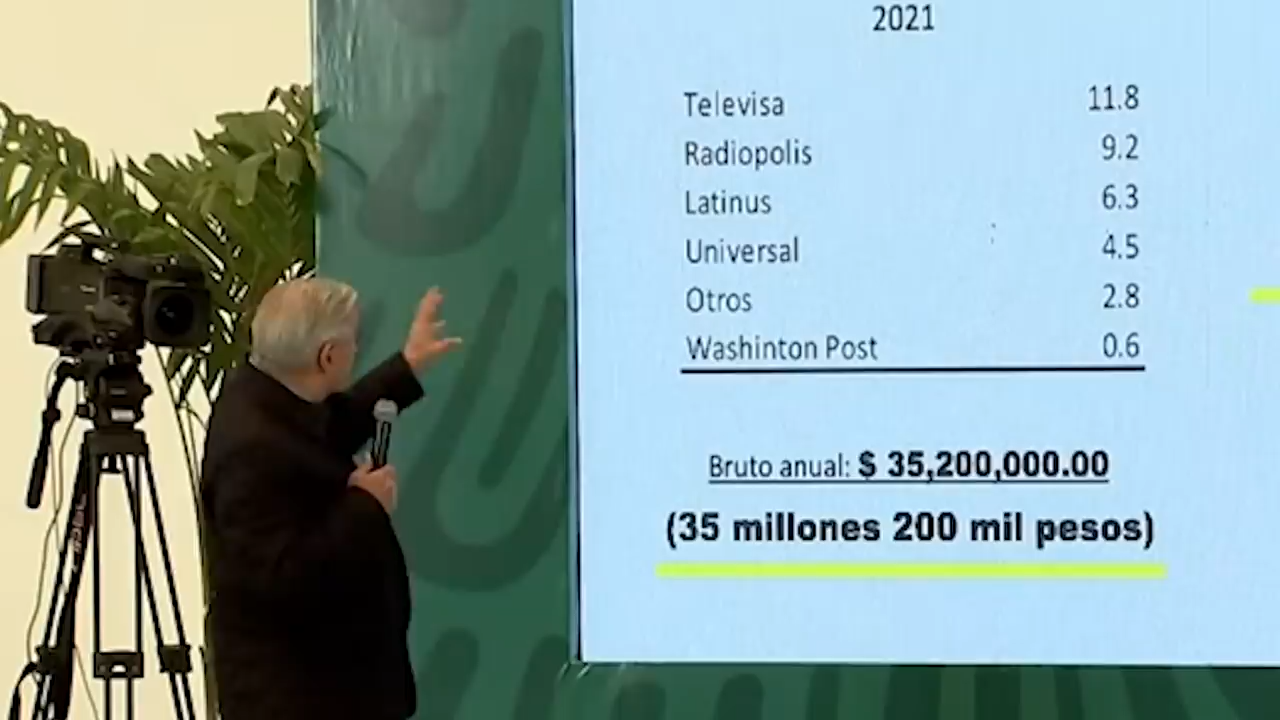 2021
Televisa 11.8
Radiopolis 9.2
Latinus 6.3
Universal 4.5
Otros 2.8
Washinton Post 0.6
Bruto anual: $ 35,200,000.00
(35 millones 200 mil pesos)